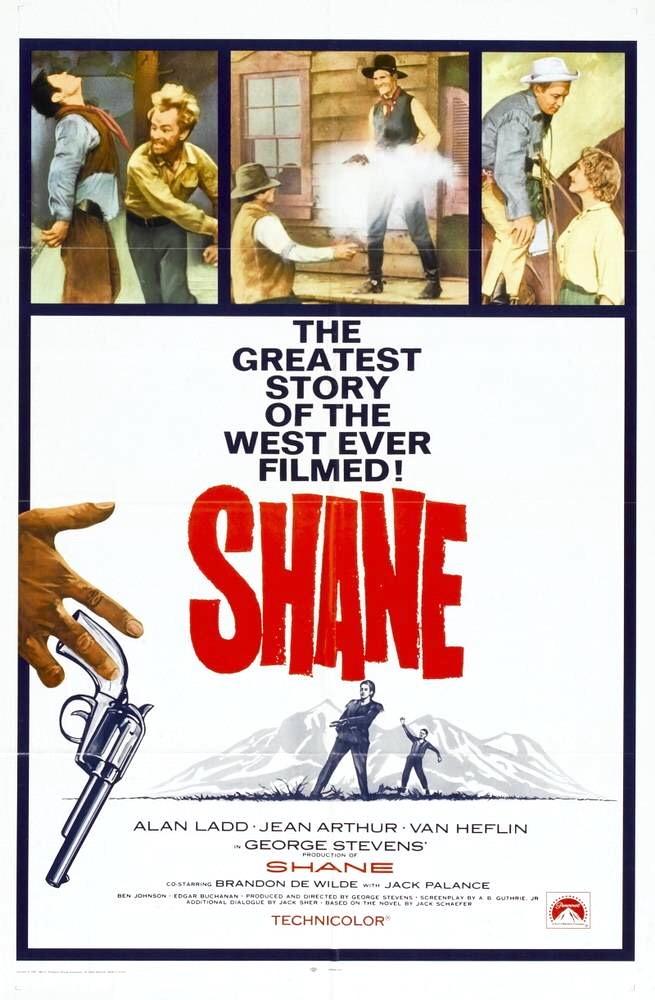 THE
GREATEST
STORY
OF THE
WEST EVER
FILMED!
SHANE
ALAN LADD · JEAN ARTHUR · VAN HEFLIN
IN GEORGE STEVENS'
PRODUCTION OF
SHANE
CO-STARRING BRANDON DE WILDE WITH JACK PALANCE
BEN JOHNSON · EDGAR BUCHANAN · PRODUCED AND DIRECTED BY GEORGE STEVENS · SCREENPLAY BY A. B. GUTHRIE, JR
ADDITIONAL DIALOGUE BY JACK SHER · BASED ON THE NOVEL BY JACK SCHAEFER
TECHNICOLOR®
Paramount